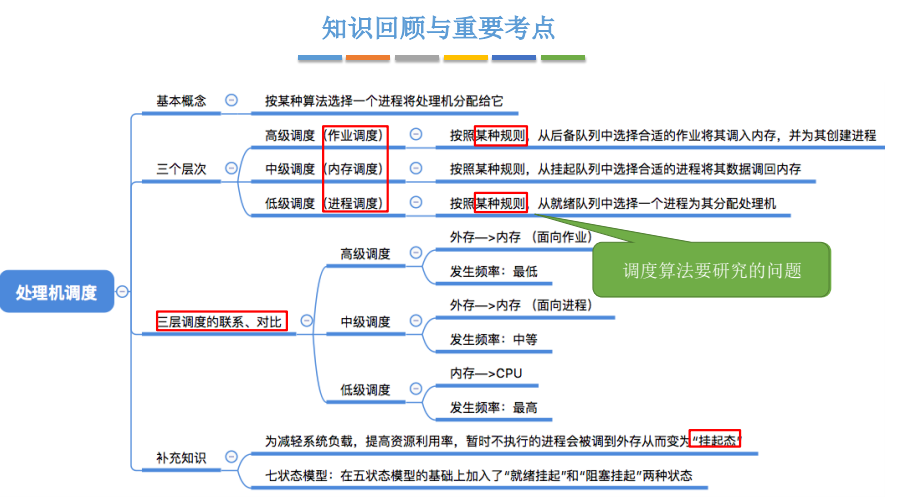 知识回顾与重要考点
处理机调度
基本概念
按某种算法选择一个进程将处理机分配给它
三个层次
高级调度（作业调度）
按照某种规则，从后备队列中选择合适的作业将其调入内存，并为其创建进程
中级调度（内存调度）
按照某种规则，从挂起队列中选择合适的进程将其数据调回内存
低级调度（进程调度）
按照某种规则，从就绪队列中选择一个进程为其分配处理机
调度算法要研究的问题
三层调度的联系、对比
高级调度
外存—>内存 （面向作业）
发生频率：最低
中级调度
外存—>内存 （面向进程）
发生频率：中等
低级调度
内存—>CPU
发生频率：最高
补充知识
为减轻系统负载，提高资源利用率，暂时不执行的进程会被调到外存从而变为“挂起态”
七状态模型：在五状态模型的基础上加入了“就绪挂起”和“阻塞挂起”两种状态